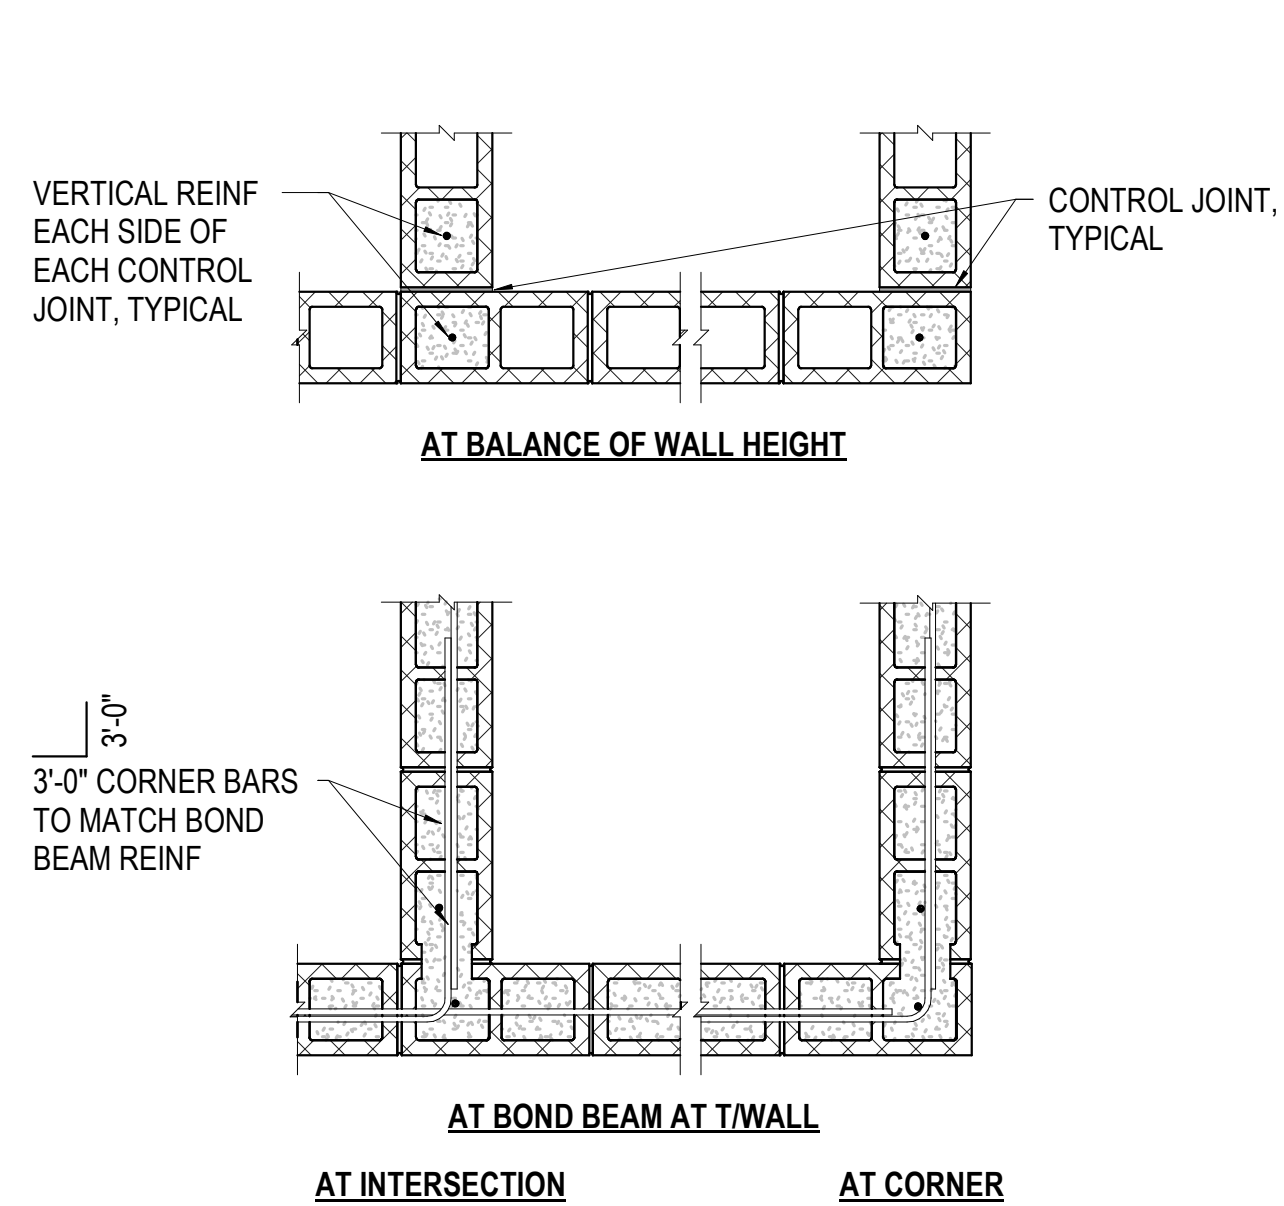 VERTICAL REINF
EACH SIDE OF
EACH CONTROL
JOINT, TYPICAL
CONTROL JOINT,
TYPICAL
AT BALANCE OF WALL HEIGHT
3'-0"
3'-0" CORNER BARS
TO MATCH BOND
BEAM REINF
AT BOND BEAM AT T/WALL
AT INTERSECTION
AT CORNER